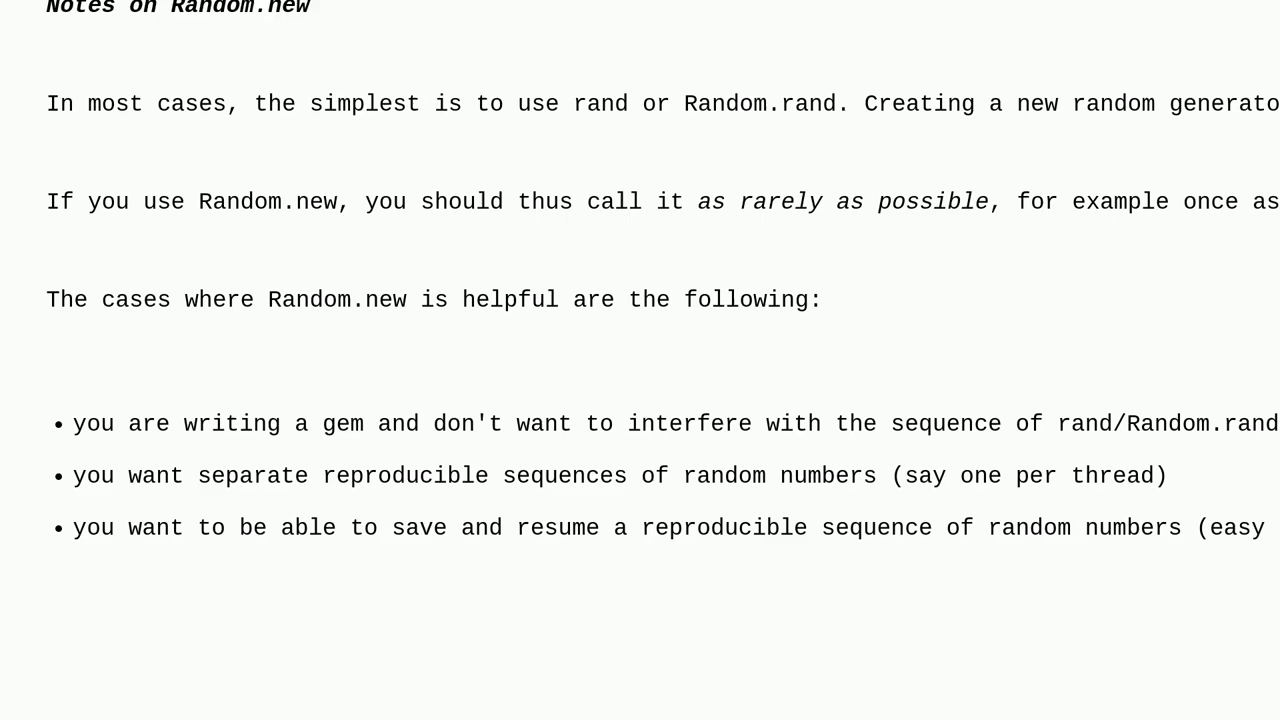 Notes on Random.new
In most cases, the simplest is to use rand or Random.rand. Creating a new random generato
If you use Random.new, you should thus call it as rarely as possible, for example once as
The cases where Random.new is helpful are the following:
• you are writing a gem and don't want to interfere with the sequence of rand/Random.rand
• you want separate reproducible sequences of random numbers (say one per thread)
• you want to be able to save and resume a reproducible sequence of random numbers (easy